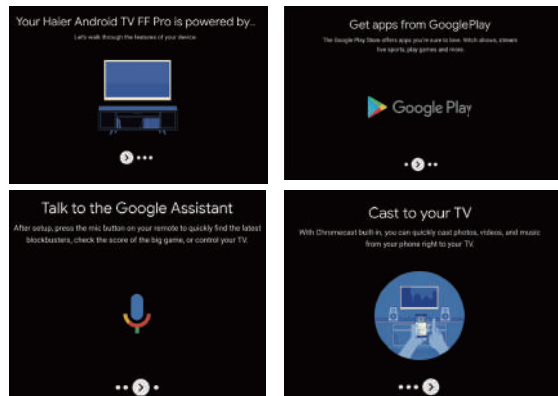 Your Haier Android TV FF Pro is powered by..
Let's walk through the features of your device.
Get apps from GooglePlay
The Google Play Store offers apps you're sure to love. Witch shows, stream
live sports, play games and more.
Google Play
Talk to the Google Assistant
After setup, press the mic button on your remote to quickly find the latest
blockbusters, check the score of the big game, or control your TV.
Cast to your TV
With Chromecast built-in, you can quickly cast photos, videos, and music
from your phone right to your TV.